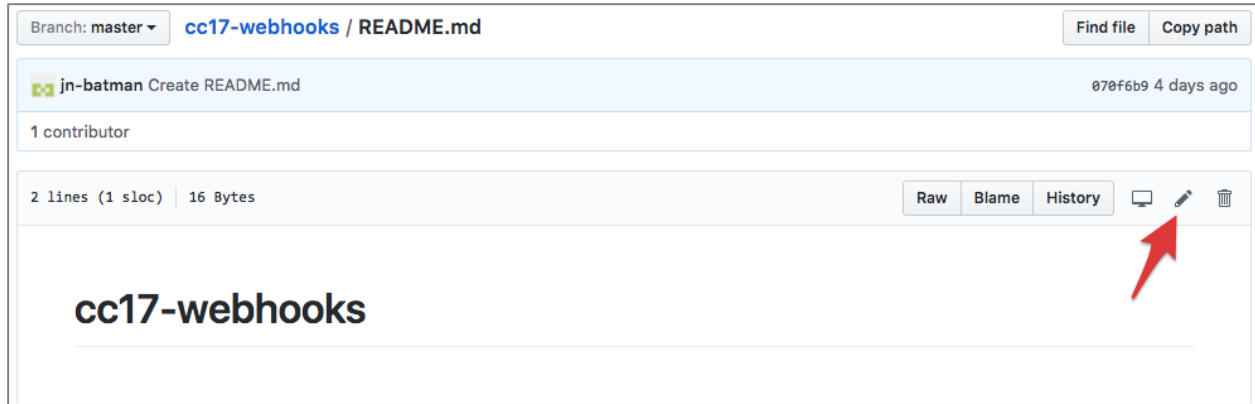 Branch: master cc17-webhooks / README.md Find file Copy path
jn-batman Create README.md 070f6b9 4 days ago
1 contributor
2 lines (1 sloc) 16 Bytes Raw Blame History
cc17-webhooks